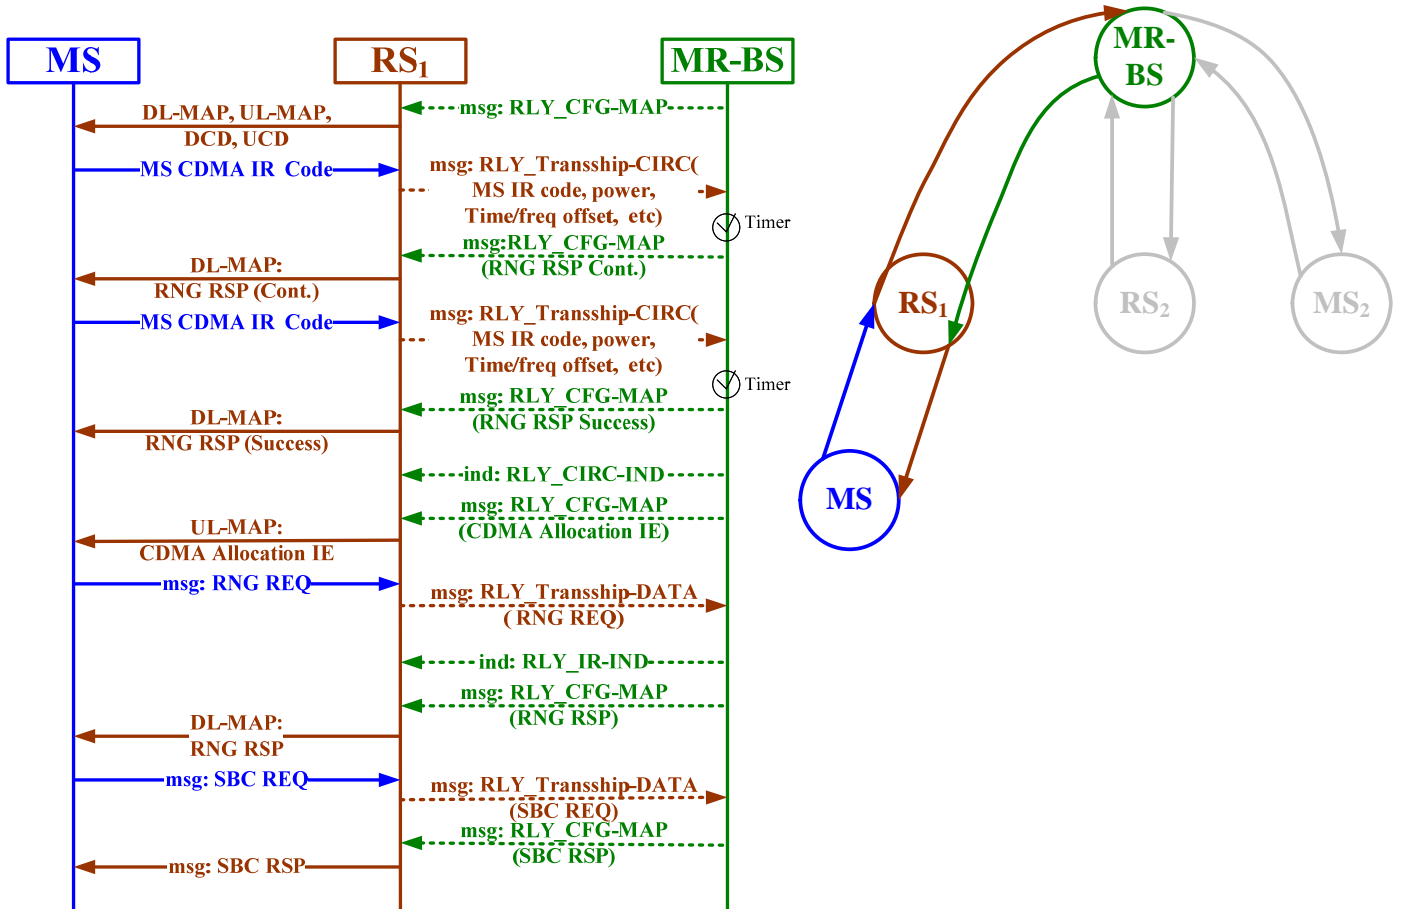 MS
RS1
MR-BS
msg: RLY_CFG-MAP
DL-MAP, UL-MAP,
DCD, UCD
MS CDMA IR Code
msg: RLY_Transship-CIRC(
MS IR code, power,
Time/freq offset, etc)
Timer
msg:RLY_CFG-MAP
(RNG RSP Cont.)
DL-MAP:
RNG RSP (Cont.)
MS CDMA IR Code
msg: RLY_Transship-CIRC(
MS IR code, power,
Time/freq offset, etc)
Timer
msg: RLY_CFG-MAP
(RNG RSP Success)
DL-MAP:
RNG RSP (Success)
ind: RLY_CIRC-IND
msg: RLY_CFG-MAP
(CDMA Allocation IE)
UL-MAP:
CDMA Allocation IE
msg: RNG REQ
msg: RLY_Transship-DATA
( RNG REQ)
ind: RLY_IR-IND
msg: RLY_CFG-MAP
(RNG RSP)
DL-MAP:
RNG RSP
msg: SBC REQ
msg: RLY_Transship-DATA
(SBC REQ)
msg: RLY_CFG-MAP
(SBC RSP)
msg: SBC RSP
MR-
BS
RS1
RS2
MS2
MS